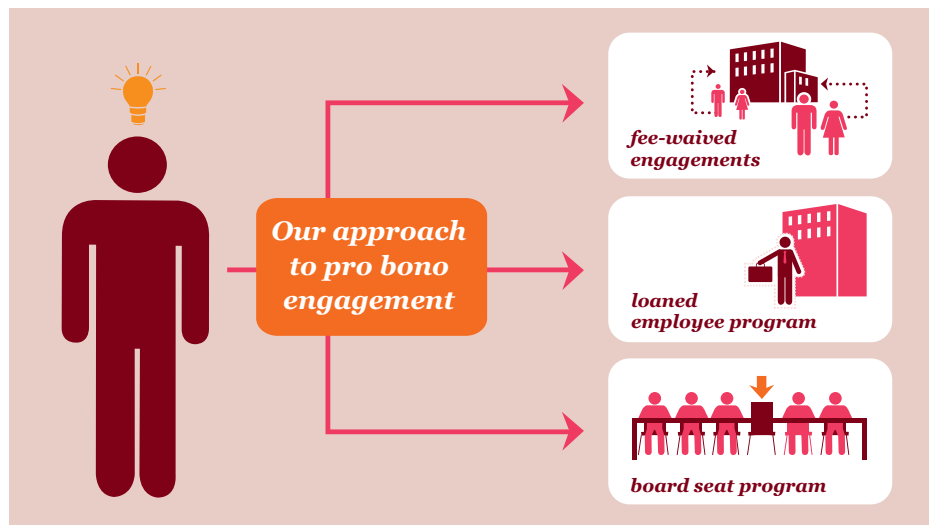 Our approach
to pro bono
engagement
fee-waived
engagements
loaned
employee program
board seat program